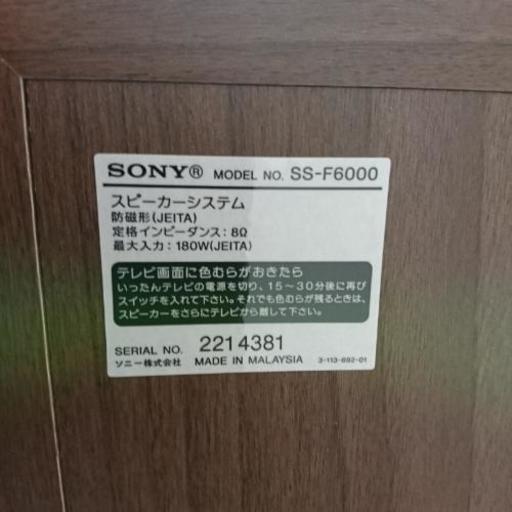 SONY® MODEL NO. SS-F6000
スピーカーシステム
防磁形(JEITA)
定格インピーダンス:8Ω
最大入力:180W(JEITA)
テレビ画面に色むらがおきたら
いったんテレビの電源を切り、15~30分後に再び
スイッチを入れて下さい。それでも色むらが残るときは、
スピーカーをさらにテレビから離して下さい。
SERIAL NO. 2214381
ソニー株式会社 MADE IN MALAYSIA 3-113-692-01